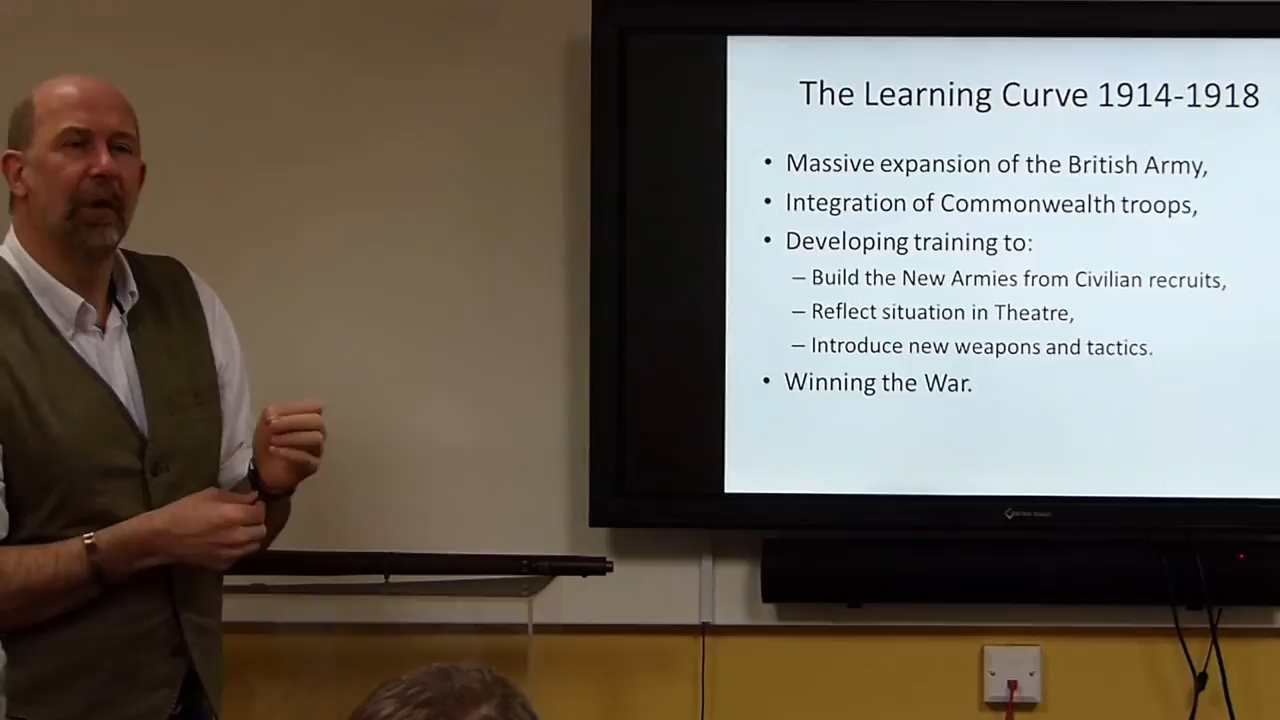 The Learning Curve 1914-1918
• Massive expansion of the British Army,
• Integration of Commonwealth troops,
• Developing training to:
– Build the New Armies from Civilian recruits,
– Reflect situation in Theatre,
– Introduce new weapons and tactics.
• Winning the War.